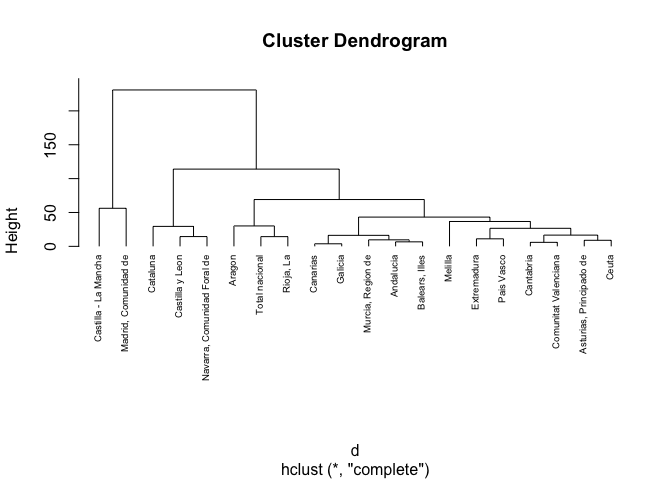 Cluster Dendrogram
Height
0
50
150
Castilla - La Mancha
Madrid, Comunidad de
Cataluna
Castilla y Leon
Navarra, Comunidad Foral de
Aragon
Total nacional
Rioja, La
Canarias
Galicia
Murcia, Region de
Andalucia
Balears, Illes
Melilla
Extremadura
Pais Vasco
Cantabria
Comunitat Valenciana
Asturias, Principado de
Ceuta
d
hclust (*, "complete")